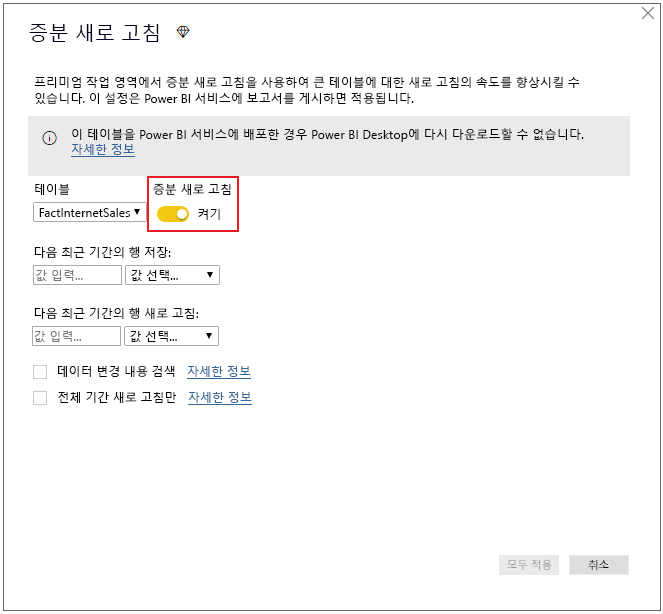 증분 새로 고침
프리미엄 작업 영역에서 증분 새로 고침을 사용하여 큰 테이블에 대한 새로 고침의 속도를 향상시킬 수
있습니다. 이 설정은 Power BI 서비스에 보고서를 게시하면 적용됩니다.
이 테이블을 Power BI 서비스에 배포한 경우 Power BI Desktop에 다시 다운로드할 수 없습니다.
자세한 정보
테이블 증분 새로 고침
FactInternetSales 켜기
다음 최근 기간의 행 저장:
값 입력... 값 선택...
다음 최근 기간의 행 새로 고침:
값 입력... 값 선택...
데이터 변경 내용 검색 자세한 정보
전체 기간 새로 고침만 자세한 정보
모두 적용 취소